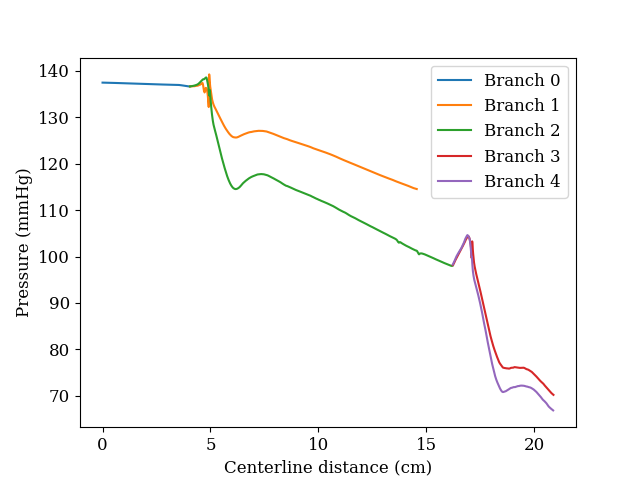 140
130
120
110
100
90
80
70
Pressure (mmHg)
0
5
10
15
20
Centerline distance (cm)
Branch 0
Branch 1
Branch 2
Branch 3
Branch 4